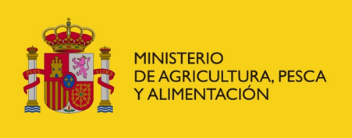 MINISTERIO
DE AGRICULTURA, PESCA
Y ALIMENTACIÓN